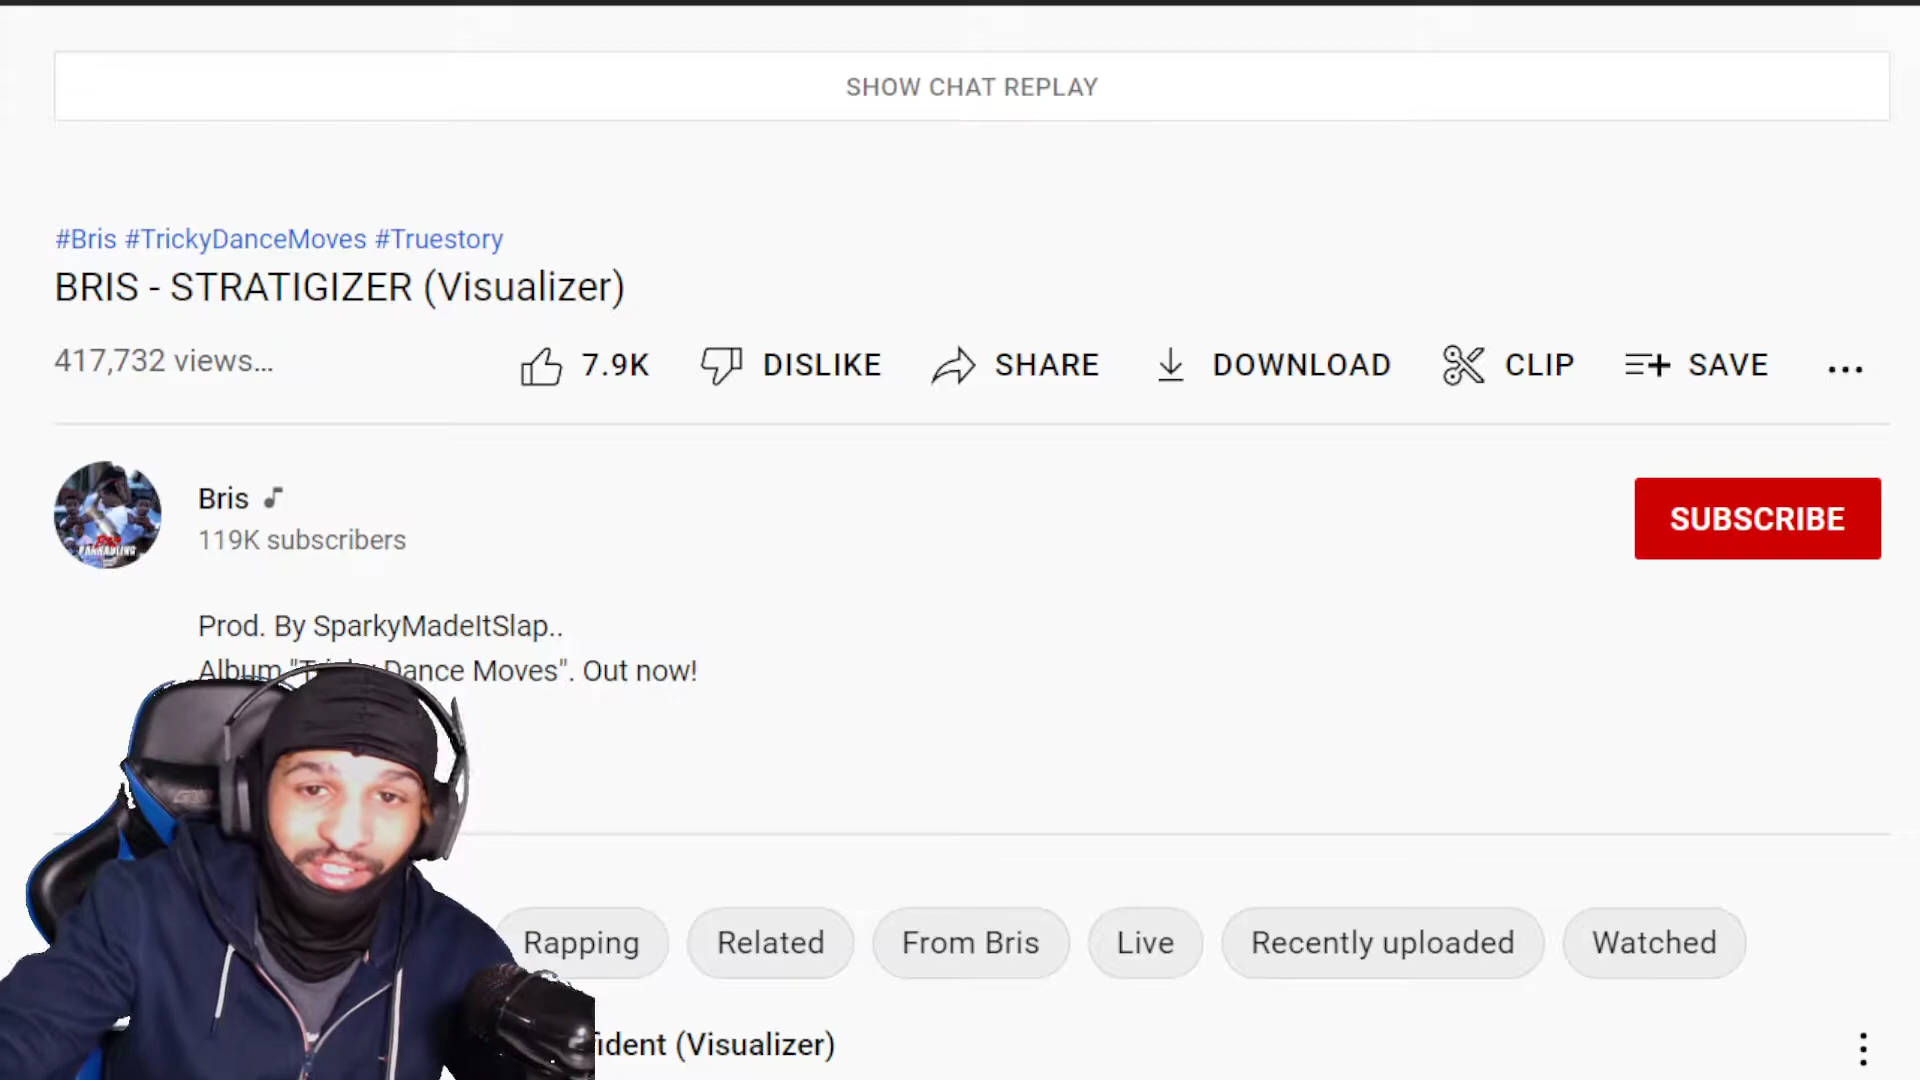 SHOW CHAT REPLAY
#Bris #TrickyDanceMoves #Truestory
BRIS - STRATIGIZER (Visualizer)
417,732 views...
7.9K
DISLIKE
SHARE
DOWNLOAD
CLIP
SAVE
Bris
119K subscribers
SUBSCRIBE
Prod. By SparkyMadeItSlap..
Album "Tricky Dance Moves". Out now!
Rapping
Related
From Bris
Live
Recently uploaded
Watched
(Visualizer)